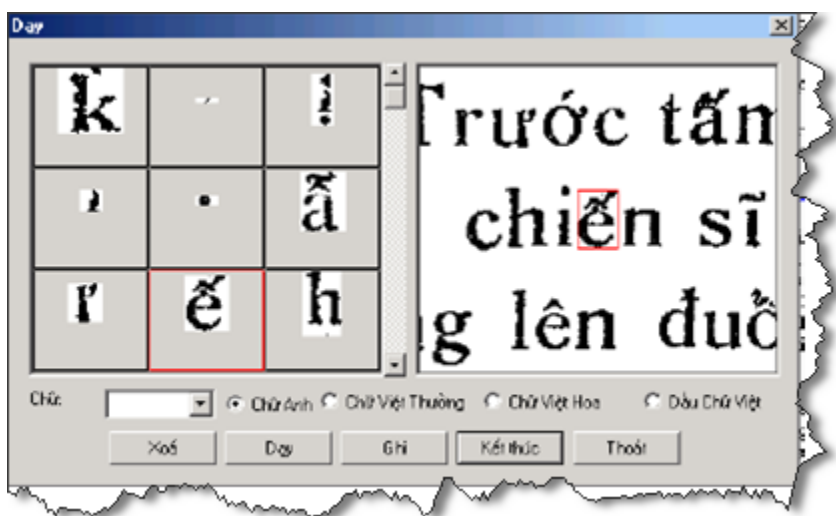 Dạy
k
!
ẫ
r
ế
h
Trước tấm
chiến sĩ
g lên đuổ
Chữ:
Chữ Anh
Chữ Việt Thường
Chữ Việt Hoa
Dấu Chữ Việt
Xoá
Dạy
Ghi
Kết thúc
Thoát